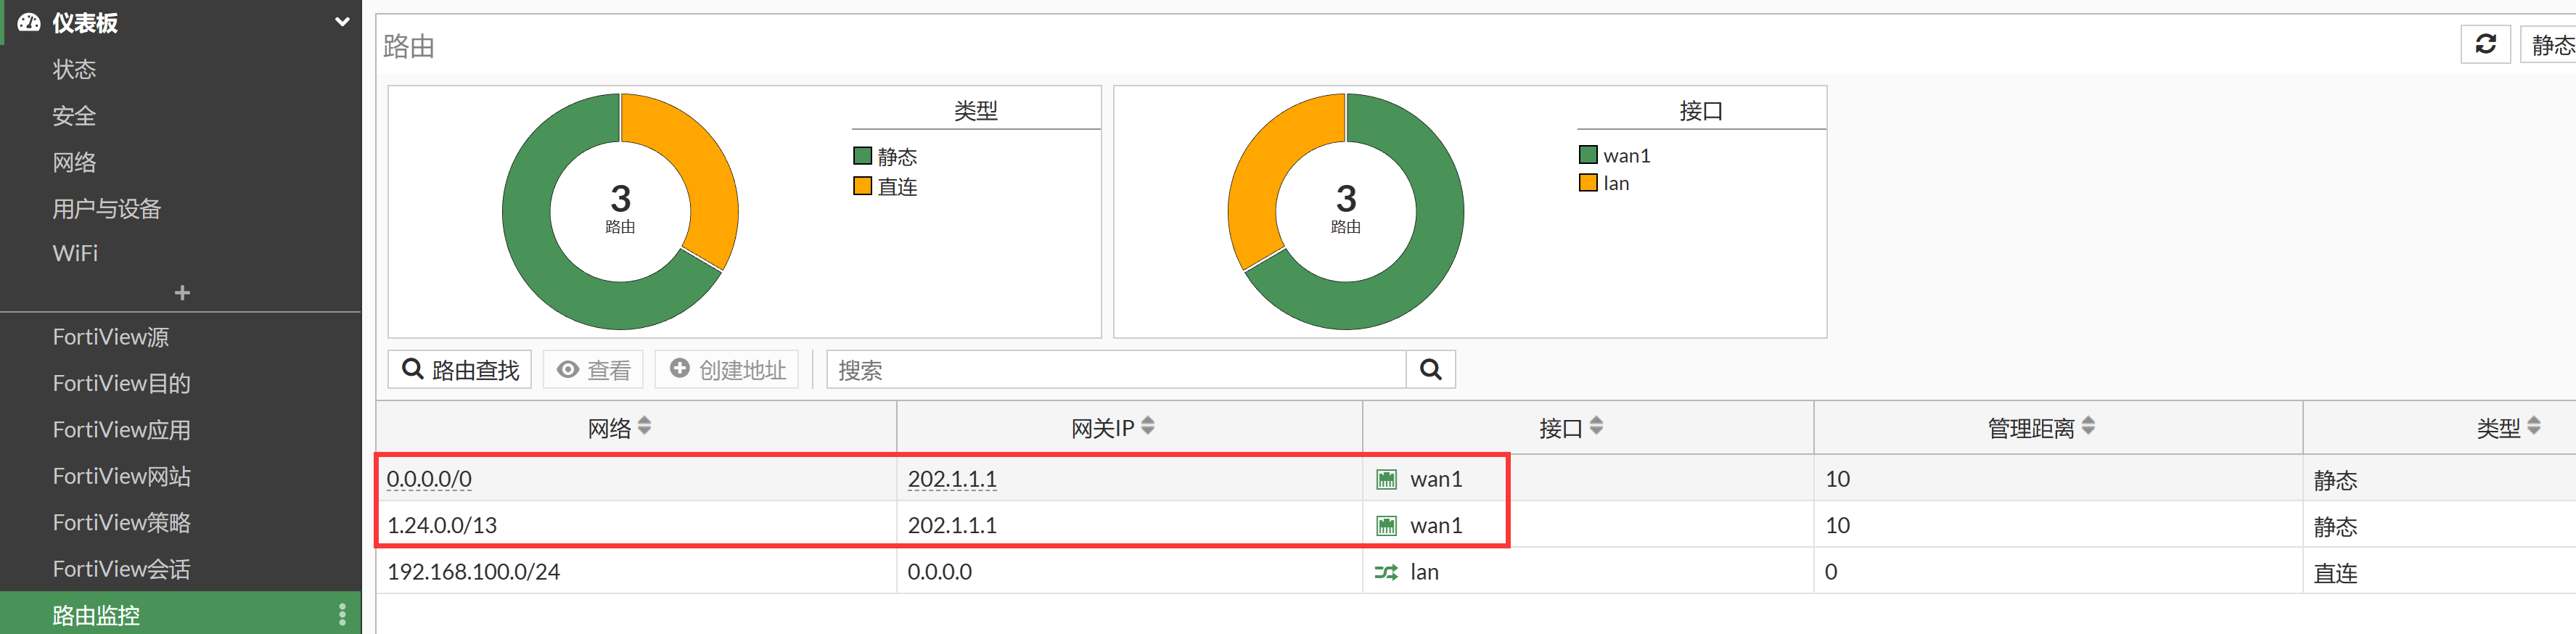 仪表板
状态
安全
网络
用户与设备
WiFi
+
FortiView源
FortiView目的
FortiView应用
FortiView网站
FortiView策略
FortiView会话
路由监控
路由
静态
3
路由
类型
静态
直连
3
路由
接口
wan1
lan
路由查找 查看 创建地址 搜索
网络 网关IP 接口 管理距离 类型
0.0.0.0/0 202.1.1.1 wan1 10 静态
1.24.0.0/13 202.1.1.1 wan1 10 静态
192.168.100.0/24 0.0.0.0 lan 0 直连